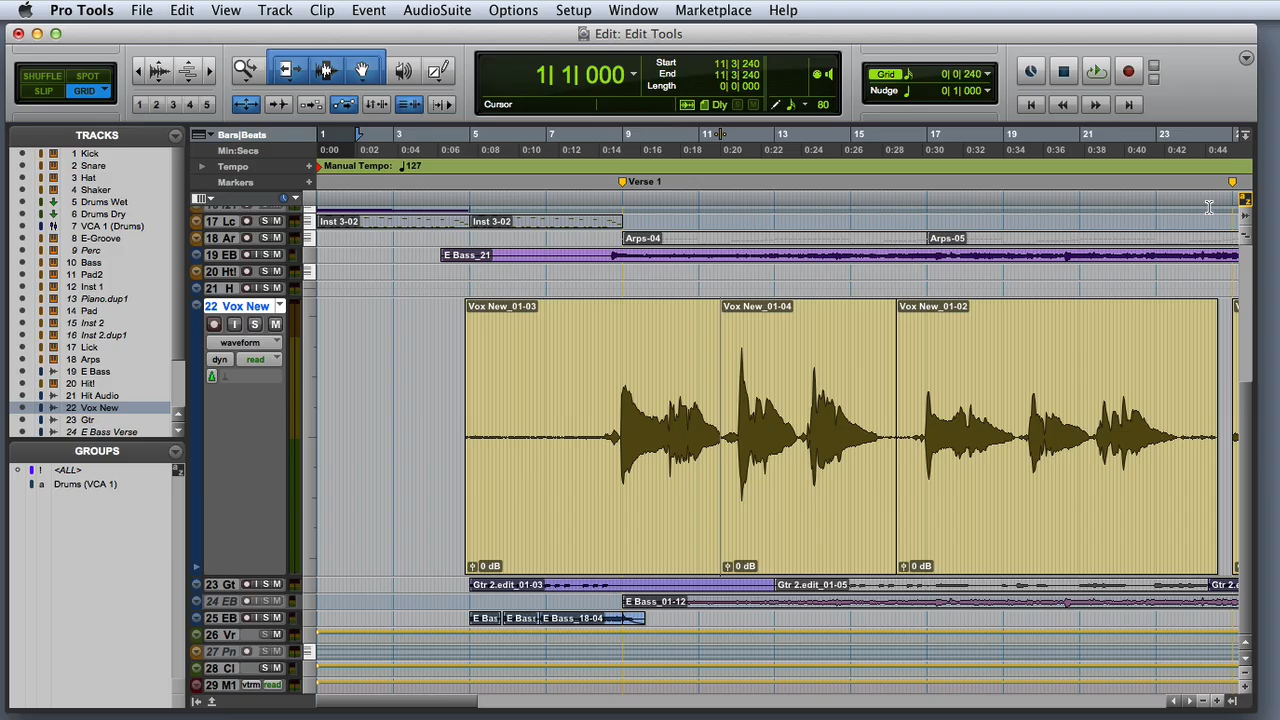 Pro Tools File Edit View Track Clip Event AudioSuite Options Setup Window Marketplace Help
Edit: Edit Tools
SHUFFLE SPOT
SLIP GRID
1 2 3 4 5
1| 1| 000
Start 11| 3| 240
End 11| 3| 240
Length 0| 0| 000
Cursor
Dly S M
80
Grid 0| 0| 240
Nudge 0| 1| 000
TRACKS
1 Kick
2 Snare
3 Hat
4 Shaker
5 Drums Wet
6 Drums Dry
7 VCA 1 (Drums)
8 E-Groove
9 Perc
10 Bass
11 Pad2
12 Inst 1
13 Piano.dup1
14 Pad
15 Inst 2
16 Inst 2.dup1
17 Lick
18 Arps
19 E Bass
20 Hit!
21 Hit Audio
22 Vox New
23 Gtr
24 E Bass Verse
GROUPS
! <ALL>
a Drums (VCA 1)
Bars|Beats 1 3 5 7 9 11 13 15 17 19 21 23
Min:Secs 0:00 0:02 0:04 0:06 0:08 0:10 0:12 0:14 0:16 0:18 0:20 0:22 0:24 0:26 0:28 0:30 0:32 0:34 0:36 0:38 0:40 0:42 0:44
Tempo Manual Tempo: 127
Markers Verse 1
17 Lc S M Inst 3-02 Inst 3-02
18 Ar S M Arps-04 Arps-05
19 EB I S M E Bass_21
20 Ht! S M
21 H I S M
22 Vox New
I S M
waveform
dyn read
Vox New_01-03 Vox New_01-04 Vox New_01-02
0 dB 0 dB 0 dB
23 Gt I S M Gtr 2.edit_01-03 Gtr 2.edit_01-05
24 EB I S M E Bass_01-12
25 EB I S M E Bas E Bas E Bass_18-04
26 Vr S M
27 Pn S M
28 Cl S M
29 M1 vtrm read